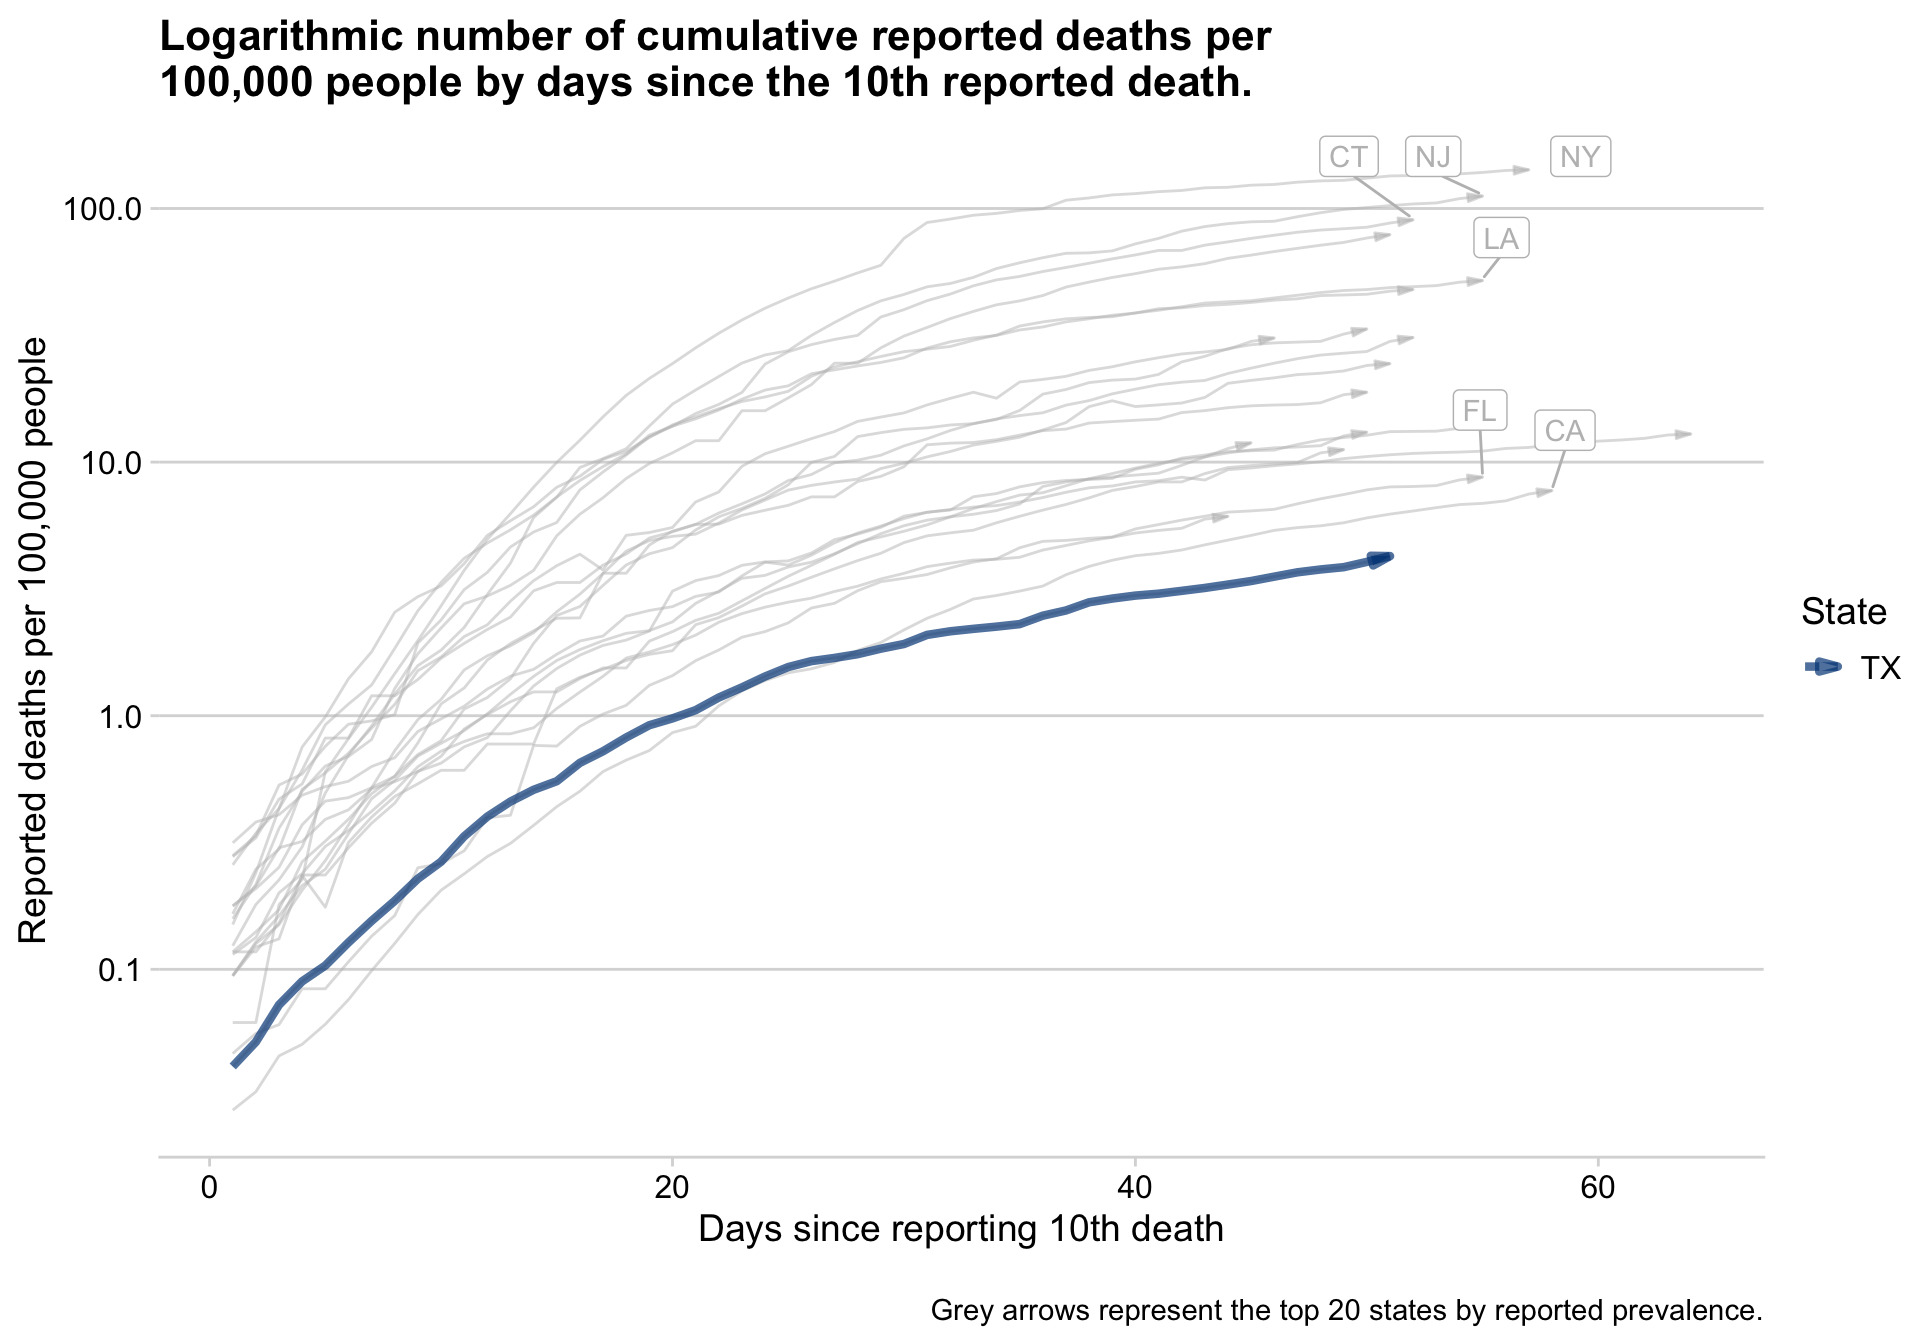 Logarithmic number of cumulative reported deaths per
100,000 people by days since the 10th reported death.
CT
NJ
NY
LA
FL
CA
100.0
10.0
1.0
0.1
Reported deaths per 100,000 people
0
20
40
60
Days since reporting 10th death
State
TX
Grey arrows represent the top 20 states by reported prevalence.